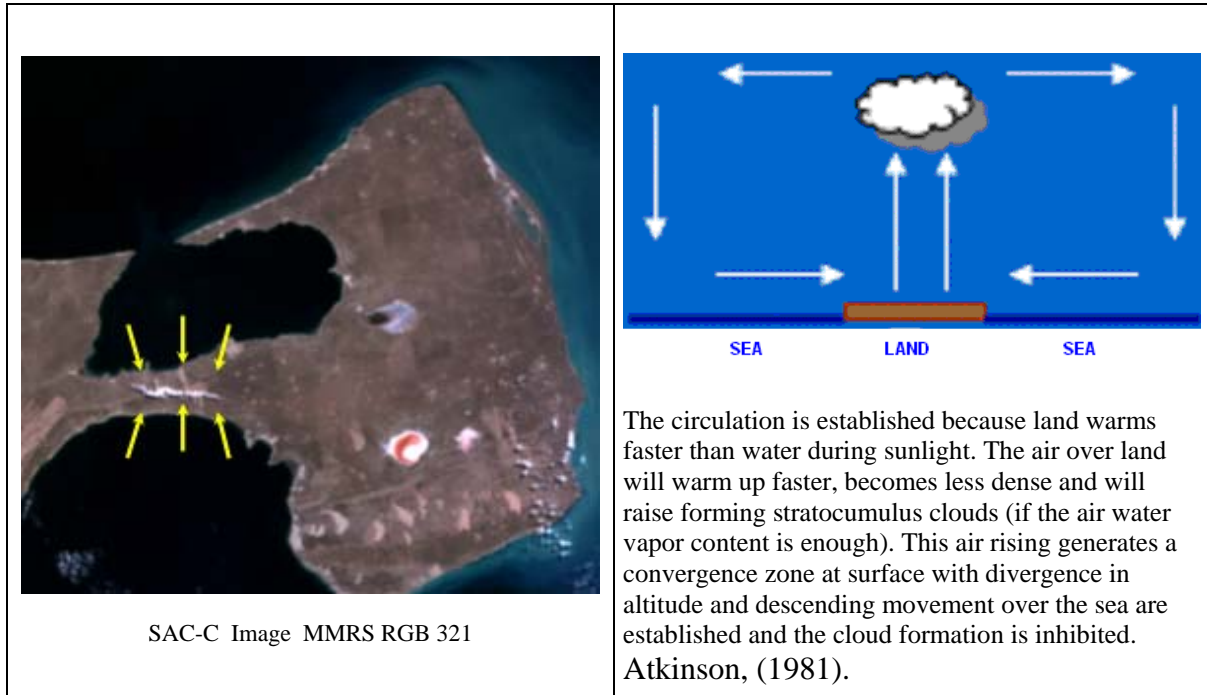 SAC-C Image MMRS RGB 321
SEA LAND SEA
The circulation is established because land warms
faster than water during sunlight. The air over land
will warm up faster, becomes less dense and will
raise forming stratocumulus clouds (if the air water
vapor content is enough). This air rising generates a
convergence zone at surface with divergence in
altitude and descending movement over the sea are
established and the cloud formation is inhibited.
Atkinson, (1981).